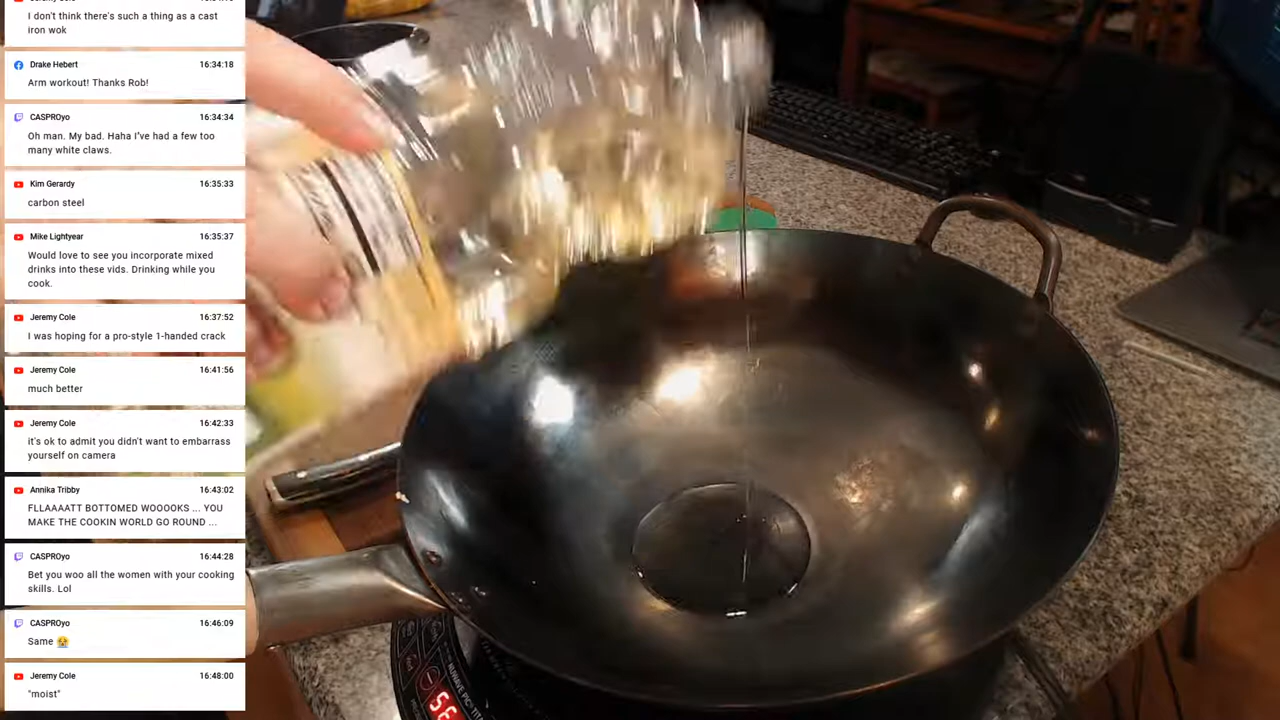 I don't think there's such a thing as a cast
iron wok
Drake Hebert 16:34:18
Arm workout! Thanks Rob!
CASPROyo 16:34:34
Oh man. My bad. Haha I've had a few too
many white claws.
Kim Gerardy 16:35:33
carbon steel
Mike Lightyear 16:35:37
Would love to see you incorporate mixed
drinks into these vids. Drinking while you
cook.
Jeremy Cole 16:37:52
I was hoping for a pro-style 1-handed crack
Jeremy Cole 16:41:56
much better
Jeremy Cole 16:42:33
it's ok to admit you didn't want to embarrass
yourself on camera
Annika Tribby 16:43:02
FLLAAAATT BOTTOMED WOOOOKS ... YOU
MAKE THE COOKIN WORLD GO ROUND ...
CASPROyo 16:44:28
Bet you woo all the women with your cooking
skills. Lol
CASPROyo 16:46:09
Same 😭
Jeremy Cole 16:48:00
"moist"
NUWAVE PIC